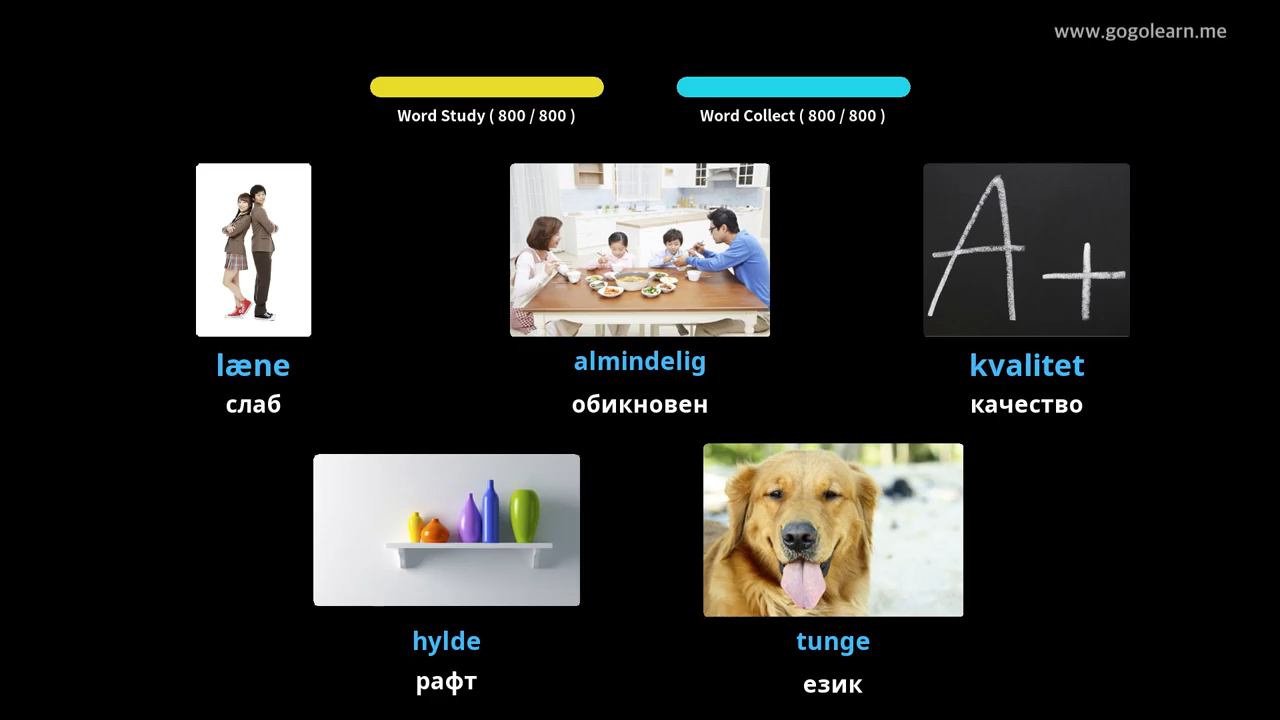 www.gogolearn.me
Word Study ( 800 / 800 )
Word Collect ( 800 / 800 )
A+
læne
almindelig
kvalitet
слаб
обикновен
качество
hylde
tunge
рафт
език